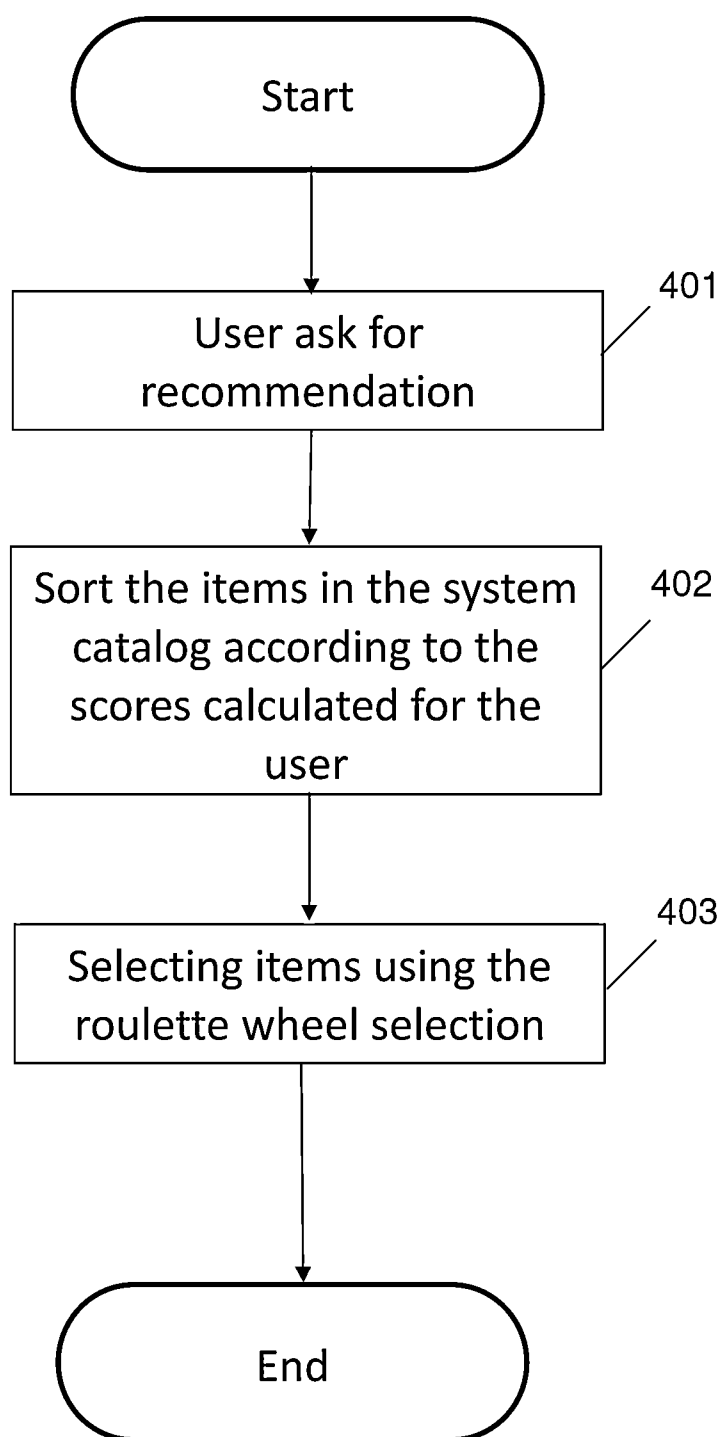 Start
401
User ask for
recommendation
402
Sort the items in the system
catalog according to the
scores calculated for the
user
403
Selecting items using the
roulette wheel selection
End